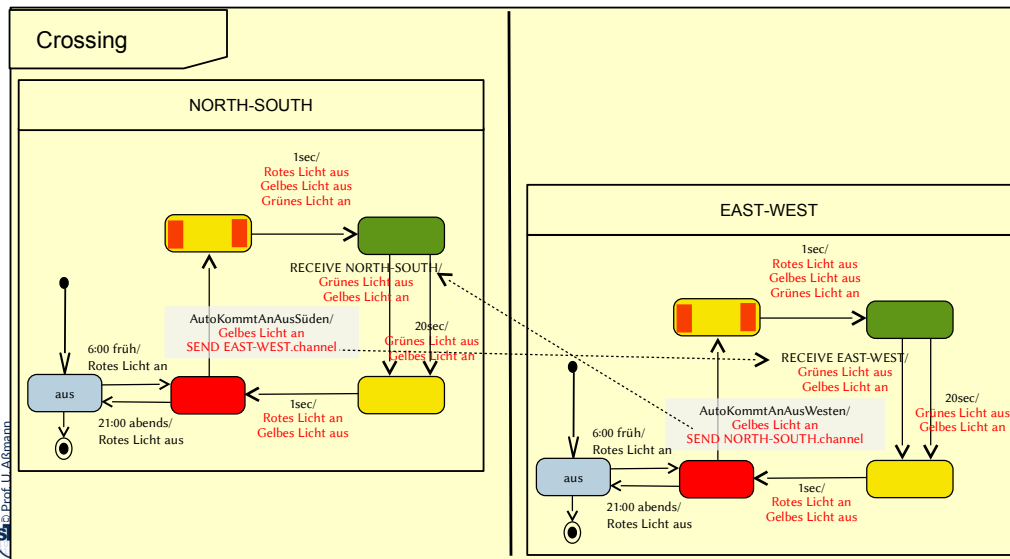 Crossing
NORTH-SOUTH
1sec/
Rotes Licht aus
Gelbes Licht aus
Grünes Licht an
RECEIVE NORTH-SOUTH/
Grünes Licht aus
Gelbes Licht an
AutoKommtAnAusSüden/
Gelbes Licht an
SEND EAST-WEST.channel
20sec/
Grünes Licht aus
Gelbes Licht an
6:00 früh/
Rotes Licht an
aus
21:00 abends/
Rotes Licht aus
1sec/
Rotes Licht an
Gelbes Licht aus
EAST-WEST
1sec/
Rotes Licht aus
Gelbes Licht aus
Grünes Licht an
RECEIVE EAST-WEST/
Grünes Licht aus
Gelbes Licht an
AutoKommtAnAusWesten/
Gelbes Licht an
SEND NORTH-SOUTH.channel
20sec/
Grünes Licht aus
Gelbes Licht an
6:00 früh/
Rotes Licht an
aus
21:00 abends/
Rotes Licht aus
1sec/
Rotes Licht an
Gelbes Licht aus
© Prof. U. Aßmann